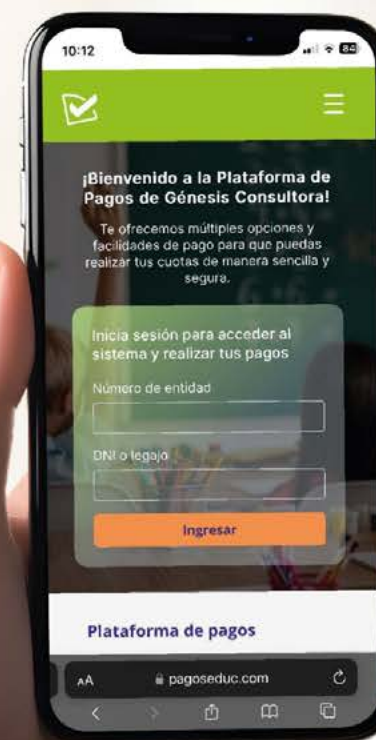 10:12
84
¡Bienvenido a la Plataforma de
Pagos de Génesis Consultora!
Te ofrecemos múltiples opciones y
facilidades de pago para que puedas
realizar tus cuotas de manera sencilla y
segura.
Inicia sesión para acceder al
sistema y realizar tus pagos
Número de entidad
DNI o legajo
Ingresar
Plataforma de pagos
AA
pagoseduc.com